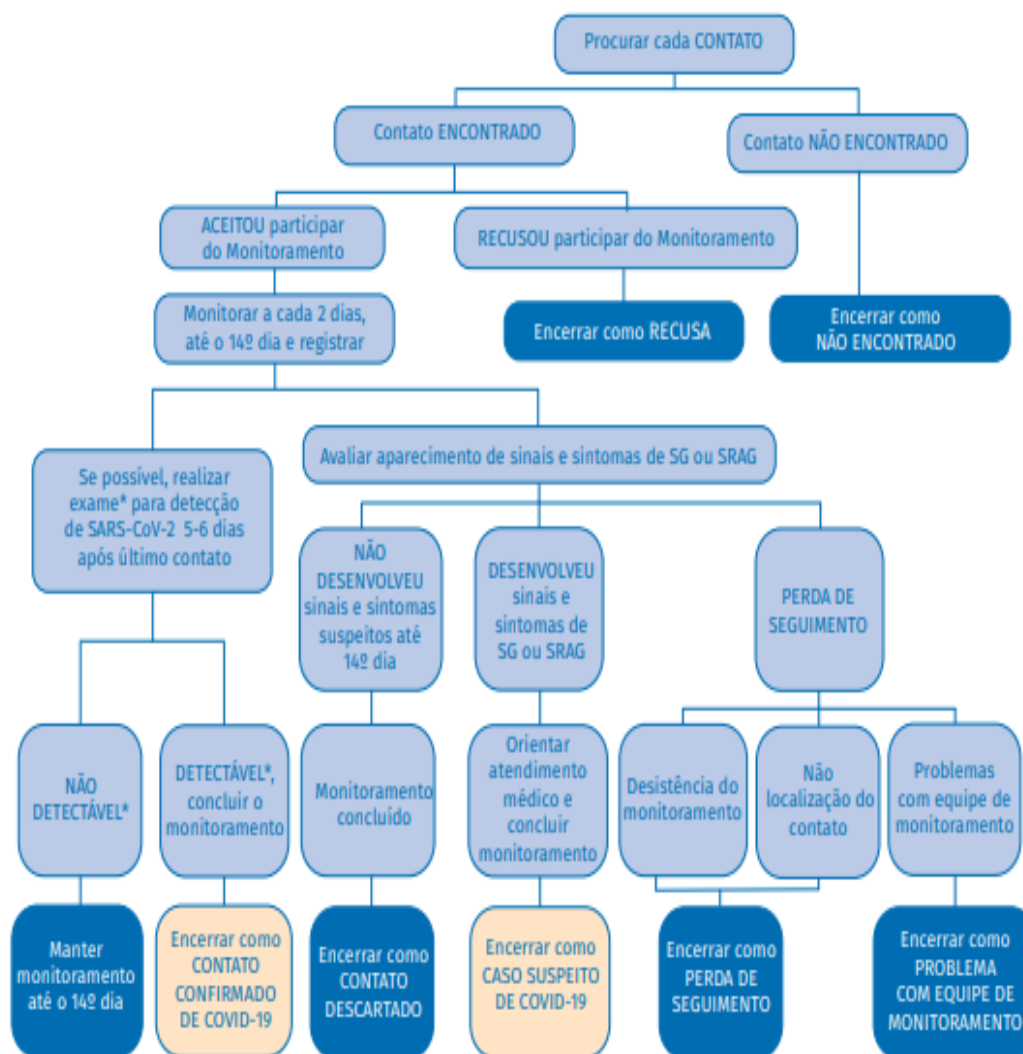 Procurar cada CONTATO
Contato ENCONTRADO
Contato NÃO ENCONTRADO
ACEITOU participar
do Monitoramento
RECUSOU participar do Monitoramento
Monitorar a cada 2 dias,
até o 14º dia e registrar
Encerrar como RECUSA
Encerrar como
NÃO ENCONTRADO
Se possível, realizar
exame* para detecção
de SARS-CoV-2 5-6 dias
após último contato
Avaliar aparecimento de sinais e sintomas de SG ou SRAG
NÃO
DESENVOLVEU
sinais e sintomas
suspeitos até
14º dia
DESENVOLVEU
sinais e
sintomas de
SG ou SRAG
PERDA DE
SEGUIMENTO
NÃO
DETECTÁVEL*
DETECTÁVEL*,
concluir o
monitoramento
Monitoramento
concluído
Orientar
atendimento
médico e
concluir
monitoramento
Desistência do
monitoramento
Não
localização do
contato
Problemas
com equipe de
monitoramento
Manter
monitoramento
até o 14º dia
Encerrar como
CONTATO
CONFIRMADO
DE COVID-19
Encerrar como
CONTATO
DESCARTADO
Encerrar como
CASO SUSPEITO
DE COVID-19
Encerrar como
PERDA DE
SEGUIMENTO
Encerrar como
PROBLEMA
COM EQUIPE DE
MONITORAMENTO